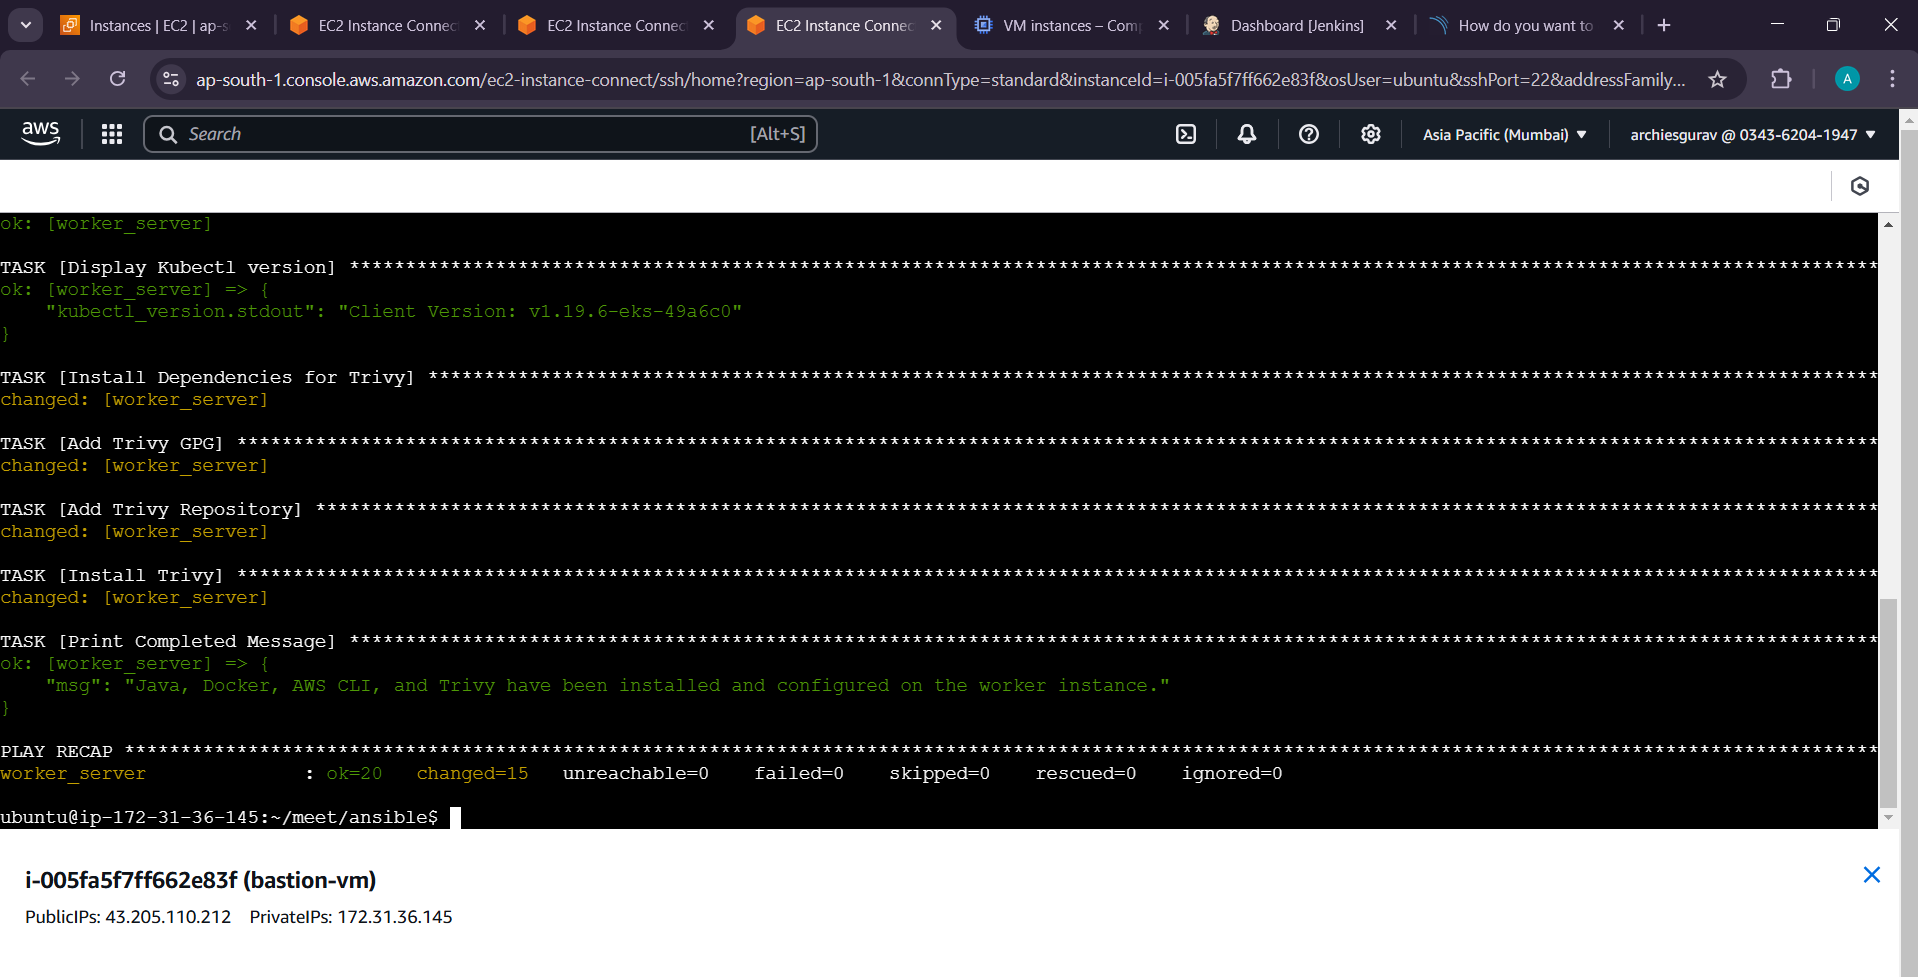 Instances | EC2 | ap-s
EC2 Instance Connec
EC2 Instance Connec
EC2 Instance Connec
VM instances – Comp
Dashboard [Jenkins]
How do you want to
ap-south-1.console.aws.amazon.com/ec2-instance-connect/ssh/home?region=ap-south-1&connType=standard&instanceId=i-005fa5f7ff662e83f&osUser=ubuntu&sshPort=22&addressFamily...
A
aws
Search
[Alt+S]
Asia Pacific (Mumbai)
archiesgurav @ 0343-6204-1947
ok: [worker_server]
TASK [Display Kubectl version] ****************************************************************************************************************************************
ok: [worker_server] => {
"kubectl_version.stdout": "Client Version: v1.19.6-eks-49a6c0"
}
TASK [Install Dependencies for Trivy] *********************************************************************************************************************************
changed: [worker_server]
TASK [Add Trivy GPG] **************************************************************************************************************************************************
changed: [worker_server]
TASK [Add Trivy Repository] *******************************************************************************************************************************************
changed: [worker_server]
TASK [Install Trivy] **************************************************************************************************************************************************
changed: [worker_server]
TASK [Print Completed Message] ****************************************************************************************************************************************
ok: [worker_server] => {
"msg": "Java, Docker, AWS CLI, and Trivy have been installed and configured on the worker instance."
}
PLAY RECAP ************************************************************************************************************************************************************
worker_server : ok=20 changed=15 unreachable=0 failed=0 skipped=0 rescued=0 ignored=0
ubuntu@ip-172-31-36-145:~/meet/ansible$
i-005fa5f7ff662e83f (bastion-vm)
PublicIPs: 43.205.110.212 PrivateIPs: 172.31.36.145